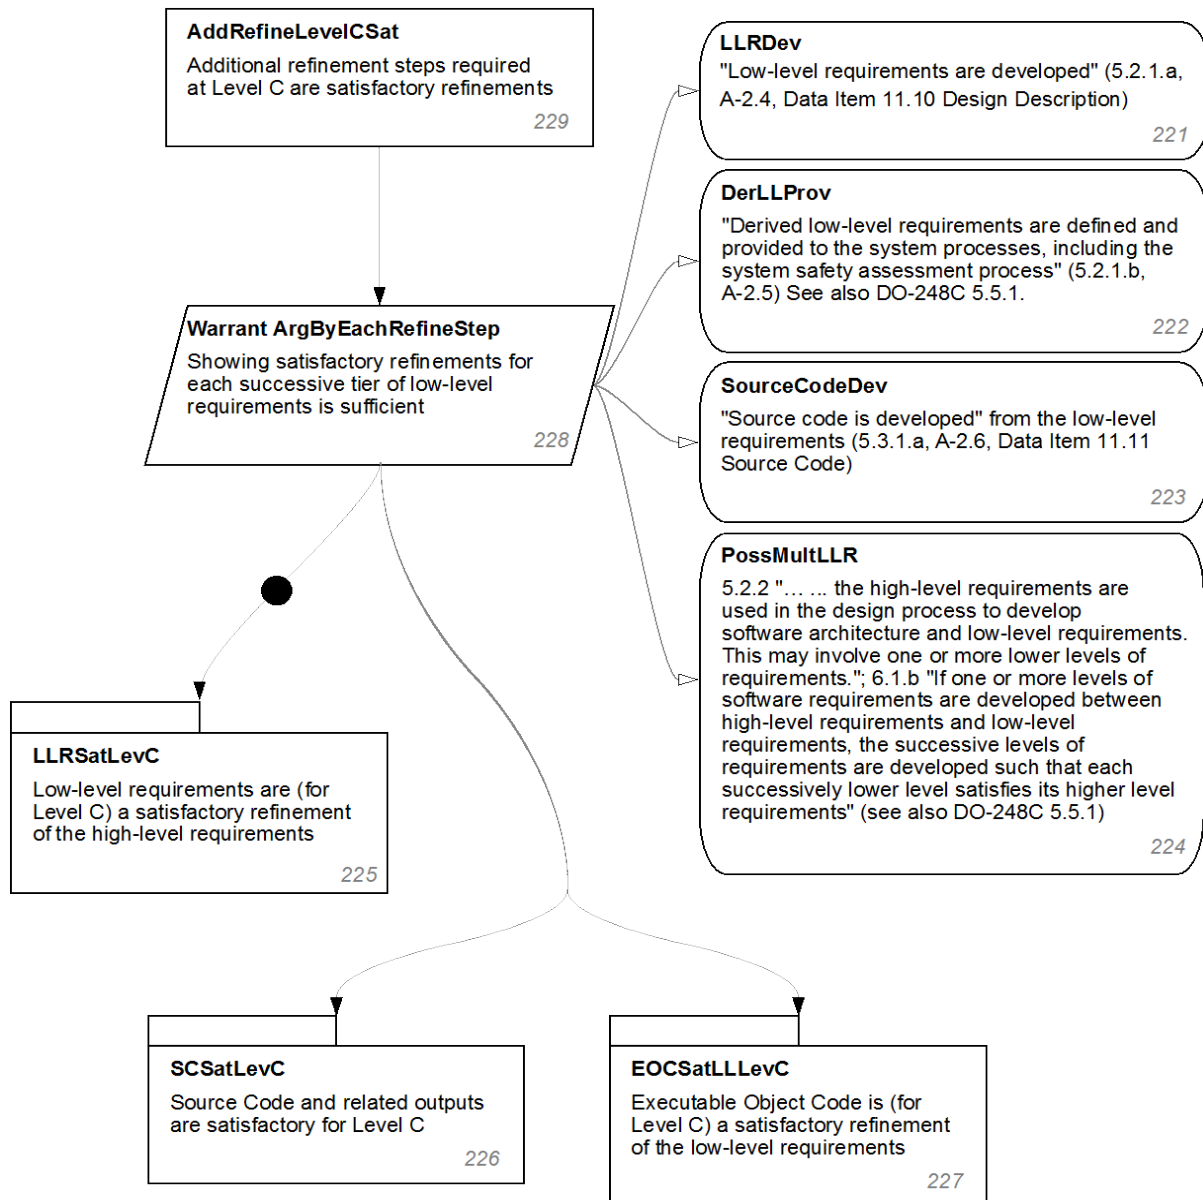 AddRefineLevelCSat
Additional refinement steps required
at Level C are satisfactory refinements
229
LLRDev
"Low-level requirements are developed" (5.2.1.a,
A-2.4, Data Item 11.10 Design Description)
221
DerLLProv
"Derived low-level requirements are defined and
provided to the system processes, including the
system safety assessment process" (5.2.1.b,
A-2.5) See also DO-248C 5.5.1.
222
Warrant ArgByEachRefineStep
Showing satisfactory refinements for
each successive tier of low-level
requirements is sufficient
228
SourceCodeDev
"Source code is developed" from the low-level
requirements (5.3.1.a, A-2.6, Data Item 11.11
Source Code)
223
PossMultLLR
5.2.2 "... ... the high-level requirements are
used in the design process to develop
software architecture and low-level requirements.
This may involve one or more lower levels of
requirements."; 6.1.b "If one or more levels of
software requirements are developed between
high-level requirements and low-level
requirements, the successive levels of
requirements are developed such that each
successively lower level satisfies its higher level
requirements" (see also DO-248C 5.5.1)
224
LLRSatLevC
Low-level requirements are (for
Level C) a satisfactory refinement
of the high-level requirements
225
SCSatLevC
Source Code and related outputs
are satisfactory for Level C
226
EOCSatLLLevC
Executable Object Code is (for
Level C) a satisfactory refinement
of the low-level requirements
227